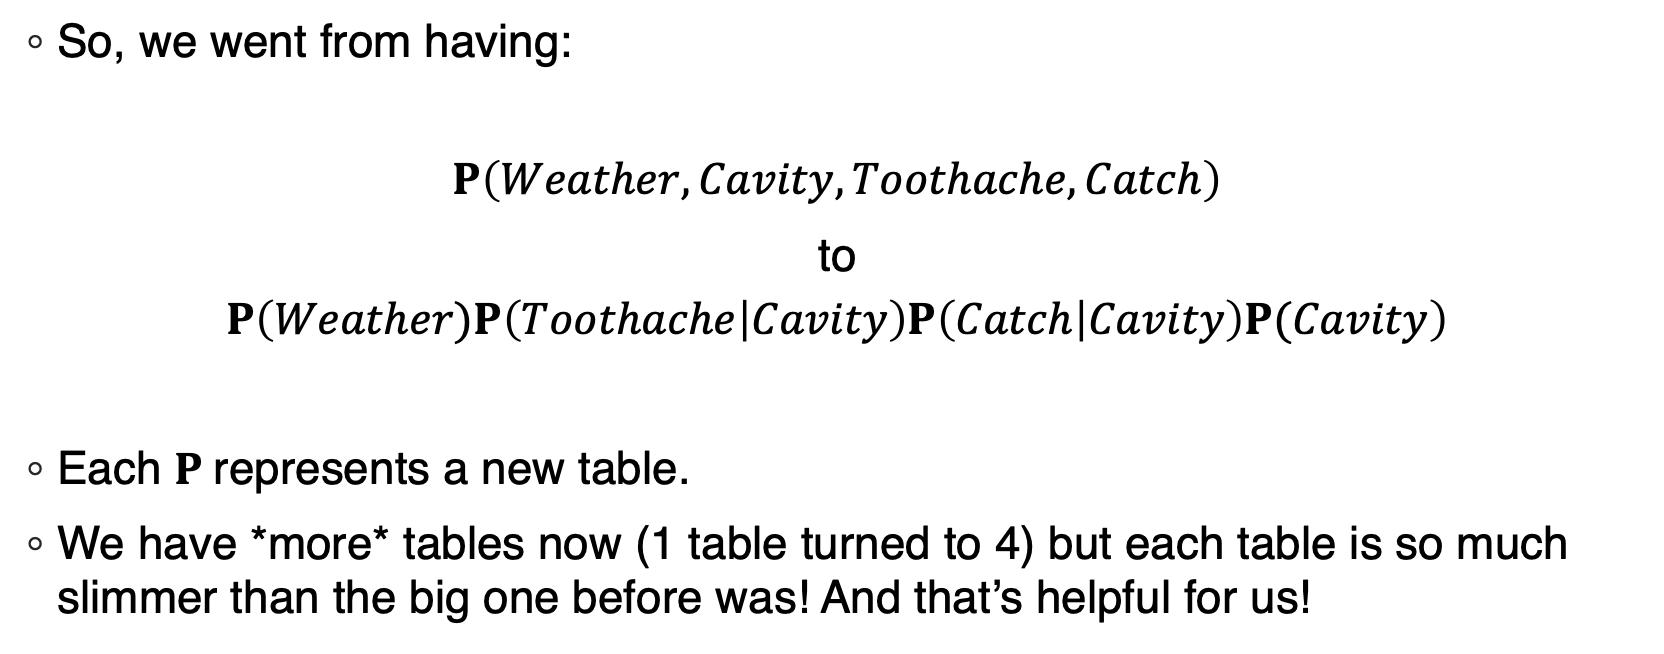 ◦ So, we went from having:
𝐏(𝑊𝑒𝑎𝑡ℎ𝑒𝑟, 𝐶𝑎𝑣𝑖𝑡𝑦, 𝑇𝑜𝑜𝑡ℎ𝑎𝑐ℎ𝑒, 𝐶𝑎𝑡𝑐ℎ)
to
𝐏(𝑊𝑒𝑎𝑡ℎ𝑒𝑟)𝐏(𝑇𝑜𝑜𝑡ℎ𝑎𝑐ℎ𝑒|𝐶𝑎𝑣𝑖𝑡𝑦)𝐏(𝐶𝑎𝑡𝑐ℎ|𝐶𝑎𝑣𝑖𝑡𝑦)𝐏(𝐶𝑎𝑣𝑖𝑡𝑦)
◦ Each 𝐏 represents a new table.
◦ We have *more* tables now (1 table turned to 4) but each table is so much
slimmer than the big one before was! And that’s helpful for us!